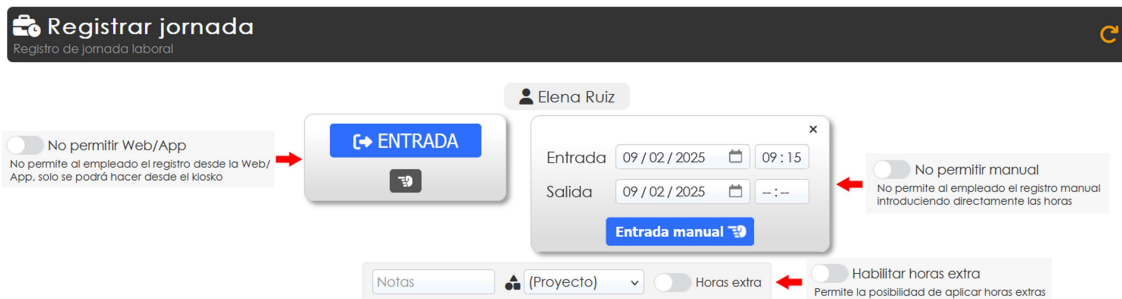 Registrar jornada
Registro de jornada laboral
Elena Ruiz
No permitir Web/App
No permite al empleado el registro desde la Web/
App, solo se podrá hacer desde el kiosko
ENTRADA
×
Entrada 09/02/2025 09:15
Salida 09/02/2025 --:--
Entrada manual
No permitir manual
No permite al empleado el registro manual
introduciendo directamente las horas
Notas (Proyecto) Horas extra
Habilitar horas extra
Permite la posibilidad de aplicar horas extras